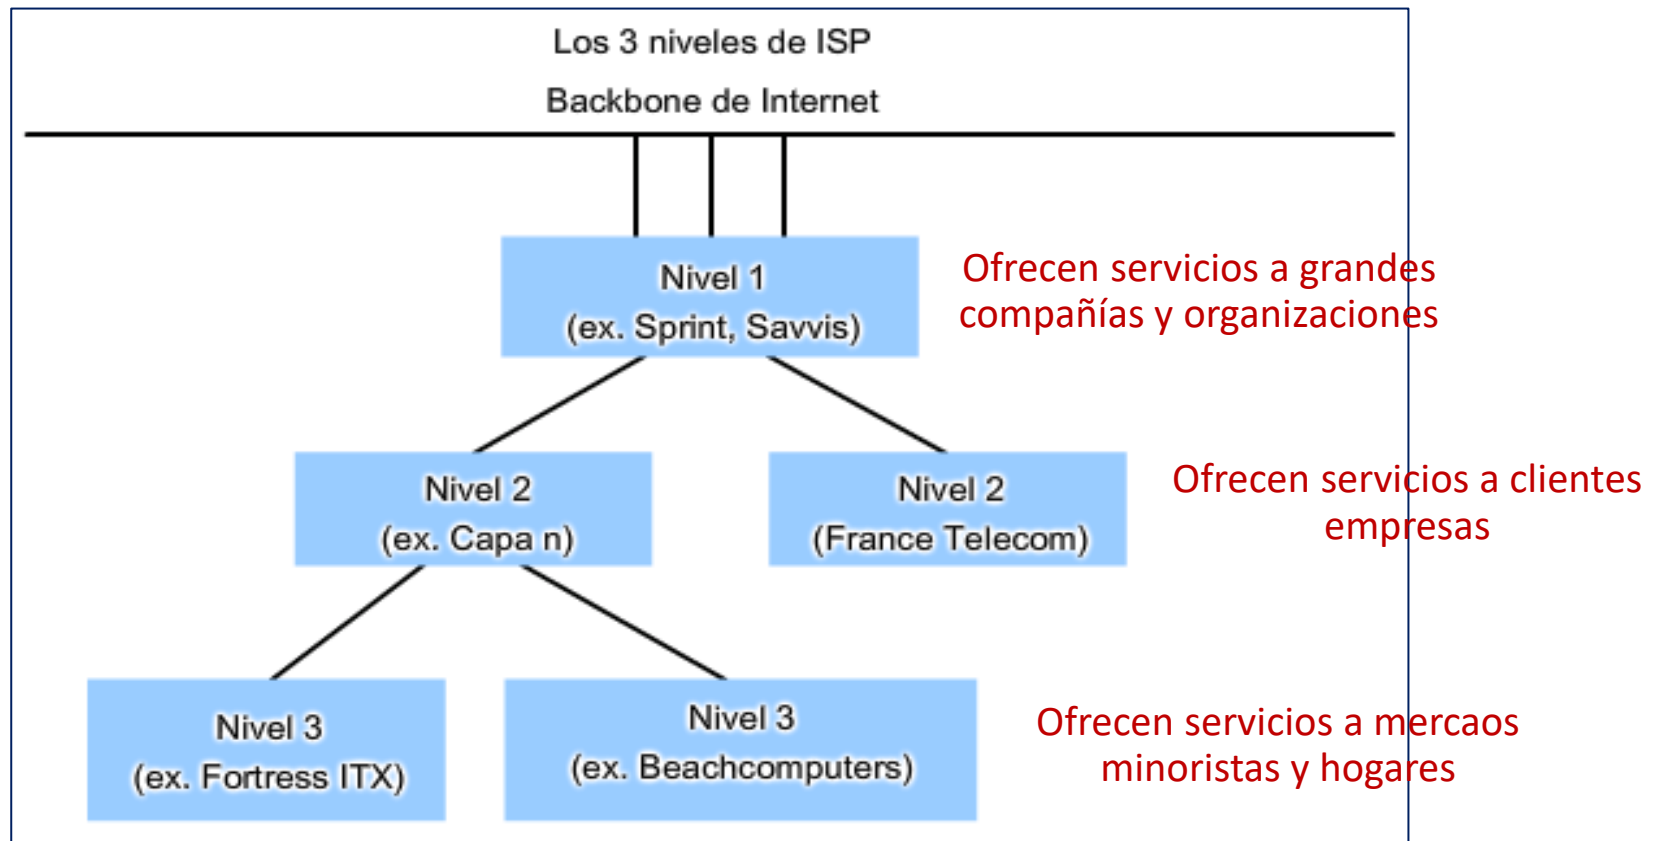 Los 3 niveles de ISP
Backbone de Internet
Nivel 1
(ex. Sprint, Savvis)
Ofrecen servicios a grandes
compañías y organizaciones
Nivel 2
(ex. Capa n)
Nivel 2
(France Telecom)
Ofrecen servicios a clientes
empresas
Nivel 3
(ex. Fortress ITX)
Nivel 3
(ex. Beachcomputers)
Ofrecen servicios a mercaos
minoristas y hogares